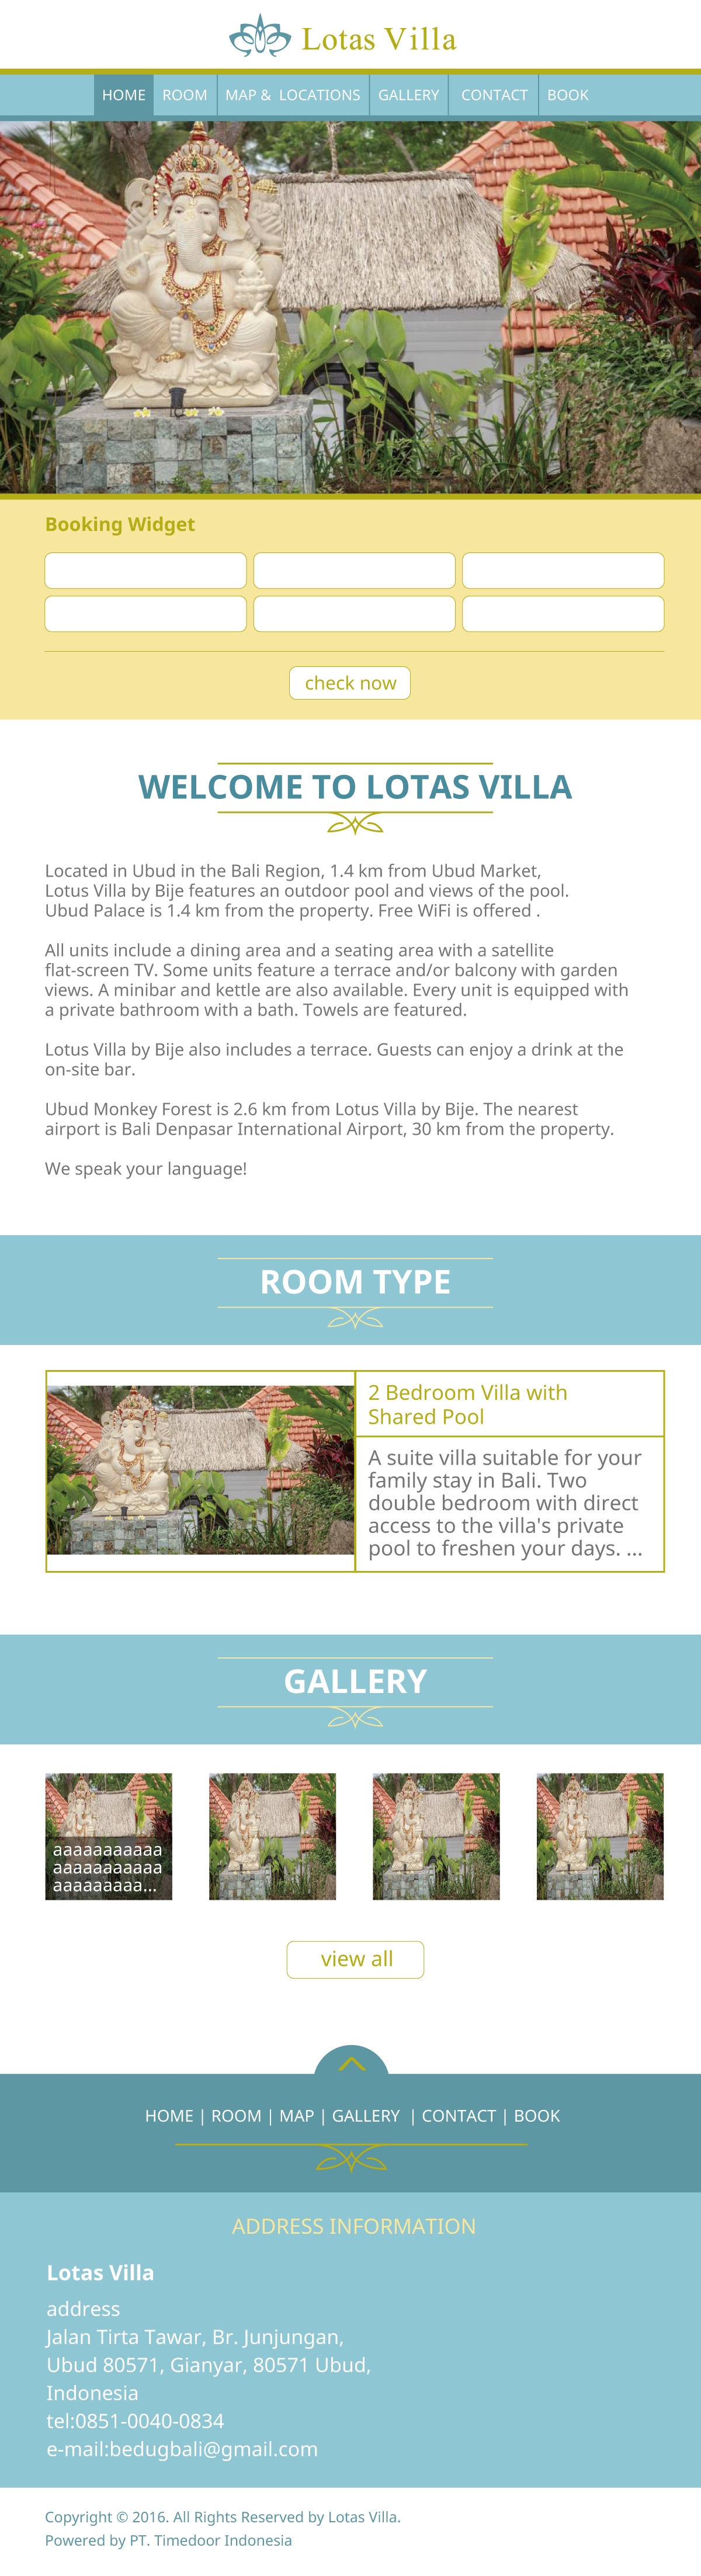 Lotas Villa
HOME ROOM MAP & LOCATIONS GALLERY CONTACT BOOK
Booking Widget
check now
WELCOME TO LOTAS VILLA
Located in Ubud in the Bali Region, 1.4 km from Ubud Market,
Lotus Villa by Bije features an outdoor pool and views of the pool.
Ubud Palace is 1.4 km from the property. Free WiFi is offered .
All units include a dining area and a seating area with a satellite
flat-screen TV. Some units feature a terrace and/or balcony with garden
views. A minibar and kettle are also available. Every unit is equipped with
a private bathroom with a bath. Towels are featured.
Lotus Villa by Bije also includes a terrace. Guests can enjoy a drink at the
on-site bar.
Ubud Monkey Forest is 2.6 km from Lotus Villa by Bije. The nearest
airport is Bali Denpasar International Airport, 30 km from the property.
We speak your language!
ROOM TYPE
2 Bedroom Villa with
Shared Pool
A suite villa suitable for your
family stay in Bali. Two
double bedroom with direct
access to the villa's private
pool to freshen your days. ...
GALLERY
aaaaaaaaaaa
aaaaaaaaaaa
aaaaaaaaa...
view all
HOME | ROOM | MAP | GALLERY | CONTACT | BOOK
ADDRESS INFORMATION
Lotas Villa
address
Jalan Tirta Tawar, Br. Junjungan,
Ubud 80571, Gianyar, 80571 Ubud,
Indonesia
tel:0851-0040-0834
e-mail:bedugbali@gmail.com
Copyright © 2016. All Rights Reserved by Lotas Villa.
Powered by PT. Timedoor Indonesia